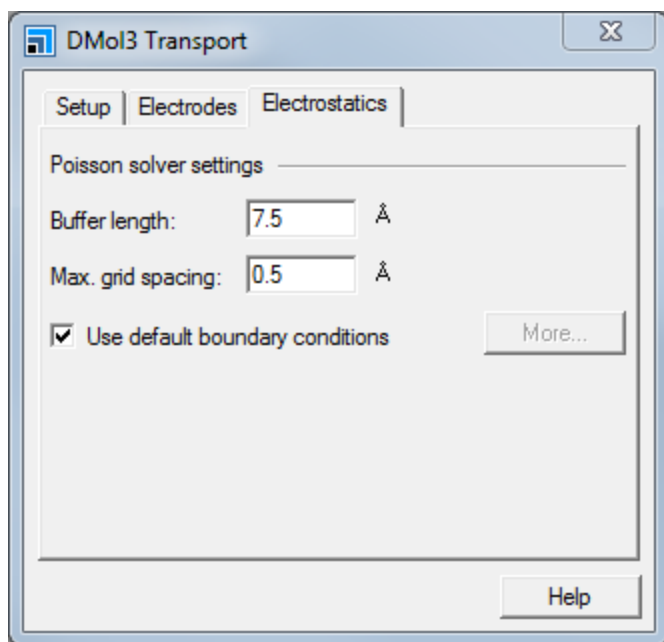 DMol3 Transport
Setup Electrodes Electrostatics
Poisson solver settings
Buffer length: 7.5 Å
Max. grid spacing: 0.5 Å
Use default boundary conditions More...
Help